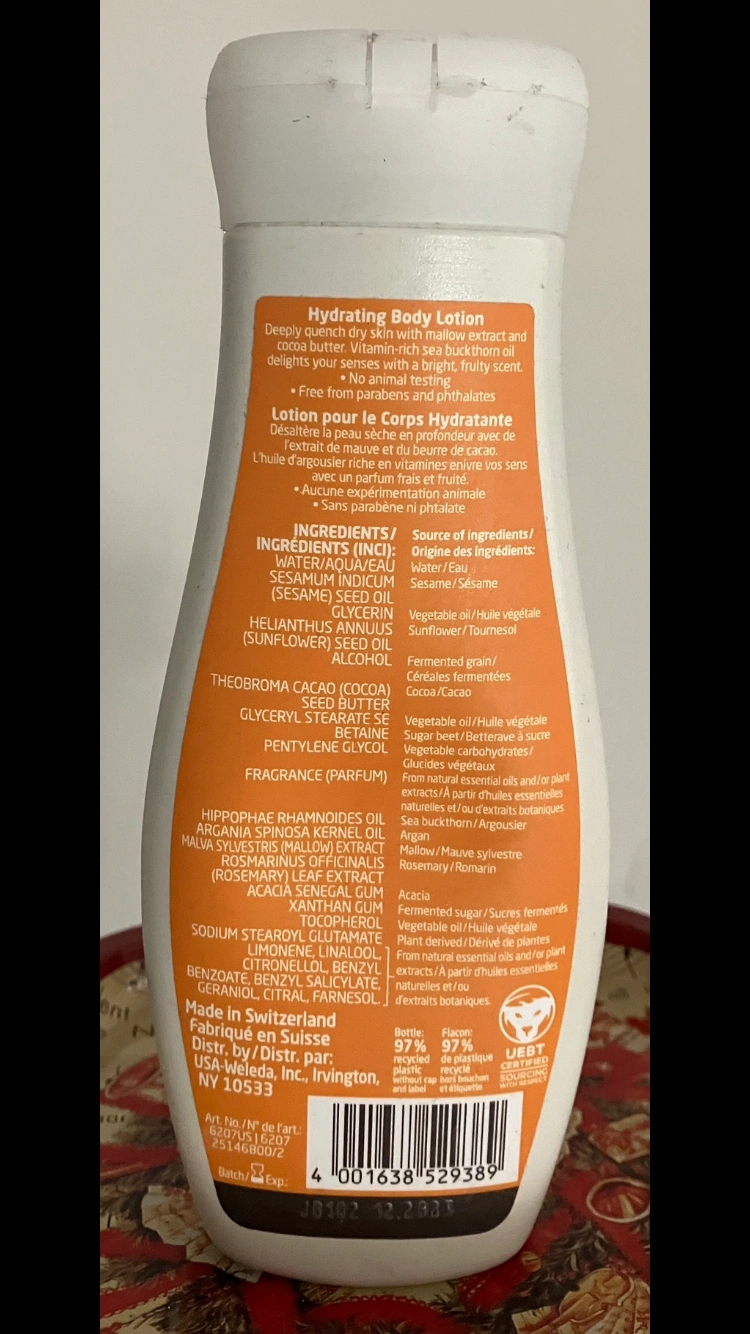 Hydrating Body Lotion
Deeply quench dry skin with mallow extract and
cocoa butter. Vitamin-rich sea buckthorn oil
delights your senses with a bright, fruity scent.
• No animal testing
• Free from parabens and phthalates
Lotion pour le Corps Hydratante
Désaltère la peau sèche en profondeur avec de
l'extrait de mauve et du beurre de cacao.
L'huile d'argousier riche en vitamines enivre vos sens
avec un parfum frais et fruité.
• Aucune expérimentation animale
• Sans parabène ni phtalate
INGREDIENTS/ Source of ingredients/
INGRÉDIENTS (INCI): Origine des ingrédients:
WATER/AQUA/EAU Water/Eau
SESAMUM INDICUM Sesame/Sésame
(SESAME) SEED OIL
GLYCERIN Vegetable oil/Huile végétale
HELIANTHUS ANNUUS Sunflower/Tournesol
(SUNFLOWER) SEED OIL
ALCOHOL Fermented grain/
Céréales fermentées
THEOBROMA CACAO (COCOA) Cocoa/Cacao
SEED BUTTER
GLYCERYL STEARATE SE Vegetable oil/Huile végétale
BETAINE Sugar beet/Betterave à sucre
PENTYLENE GLYCOL Vegetable carbohydrates/
Glucides végétaux
FRAGRANCE (PARFUM) From natural essential oils and/or plant
extracts/À partir d'huiles essentielles
naturelles et/ou d'extraits botaniques
HIPPOPHAE RHAMNOIDES OIL Sea buckthorn/Argousier
ARGANIA SPINOSA KERNEL OIL Argan
MALVA SYLVESTRIS (MALLOW) EXTRACT Mallow/Mauve sylvestre
ROSMARINUS OFFICINALIS Rosemary/Romarin
(ROSEMARY) LEAF EXTRACT
ACACIA SENEGAL GUM Acacia
XANTHAN GUM Fermented sugar/Sucres fermentés
TOCOPHEROL Vegetable oil/Huile végétale
SODIUM STEAROYL GLUTAMATE Plant derived/Dérivé de plantes
LIMONENE, LINALOOL, From natural essential oils and/or plant
CITRONELLOL, BENZYL extracts/À partir d'huiles essentielles
BENZOATE, BENZYL SALICYLATE, naturelles et/ou
GERANIOL, CITRAL, FARNESOL d'extraits botaniques.
Made in Switzerland
Fabriqué en Suisse
Distr. by/Distr. par:
USA-Weleda, Inc., Irvington,
NY 10533
Bottle: Flacon:
97% 97%
recycled de plastique
plastic recyclé
without cap hors bouchon
and label et étiquette
UEBT
CERTIFIED
SOURCING
WITH RESPECT
Art. No./N° de l'art.:
6207US | 6207
25146800/2
Batch/ Exp.:
4 001638 529389
J0102 12.2023